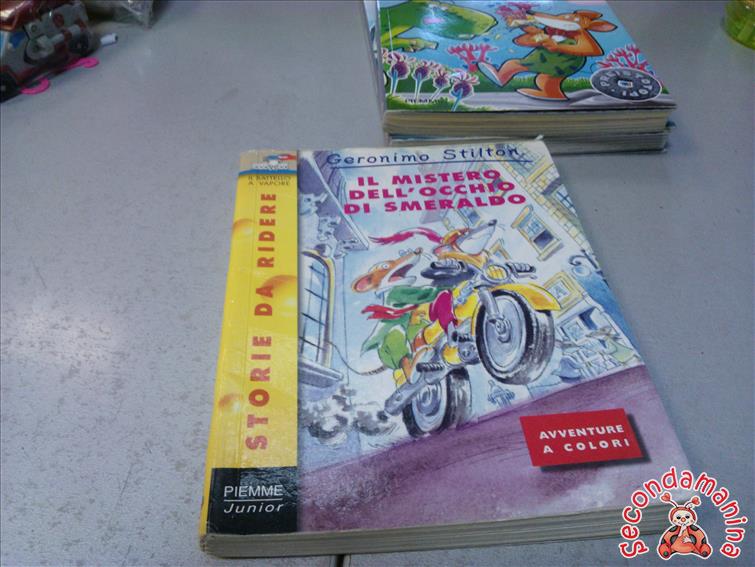 PIEMME
Geronimo Stilton
IL BATTELLO
A VAPORE
IL MISTERO
DELL'OCCHIO
DI SMERALDO
STORIE DA RIDERE
AVVENTURE
A COLORI
PIEMME
Junior
secondamanina